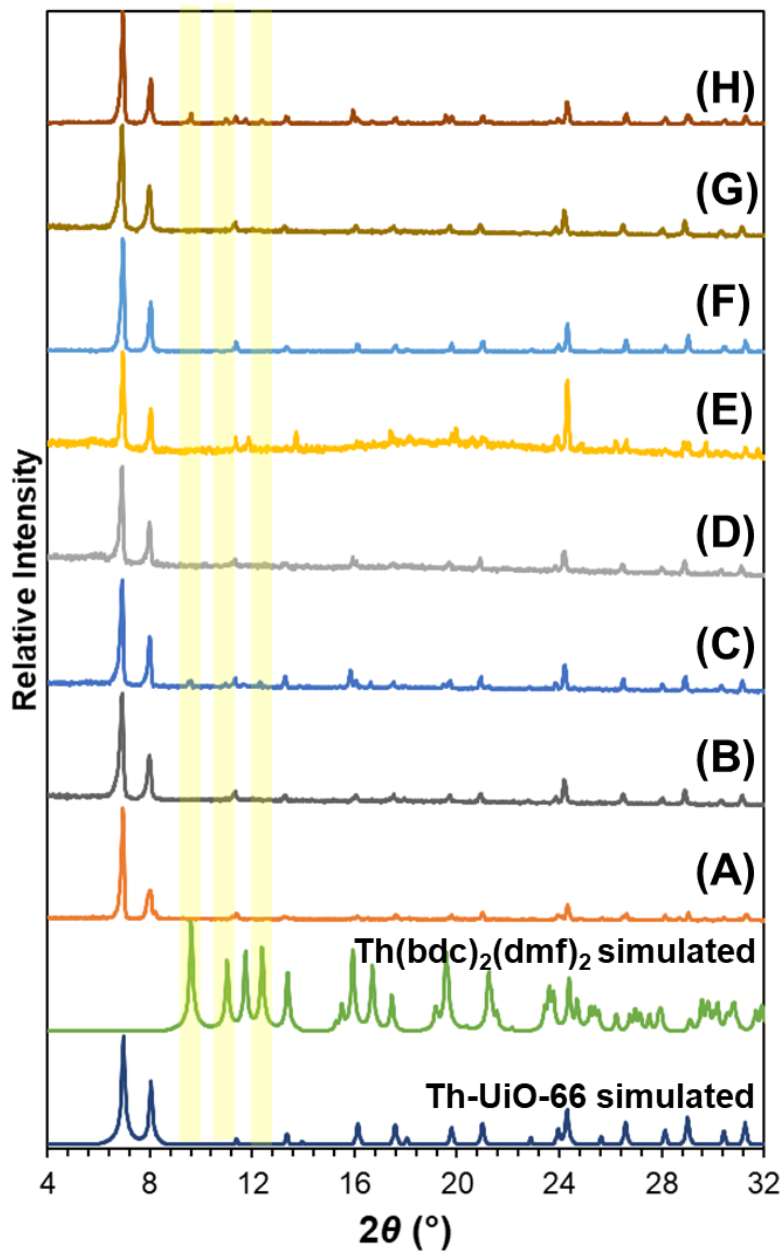 (H)
(G)
(F)
(E)
(D)
(C)
(B)
(A)
Th(bdc)₂(dmf)₂ simulated
Th-UiO-66 simulated
Relative Intensity
4 8 12 16 20 24 28 32
2θ (°)